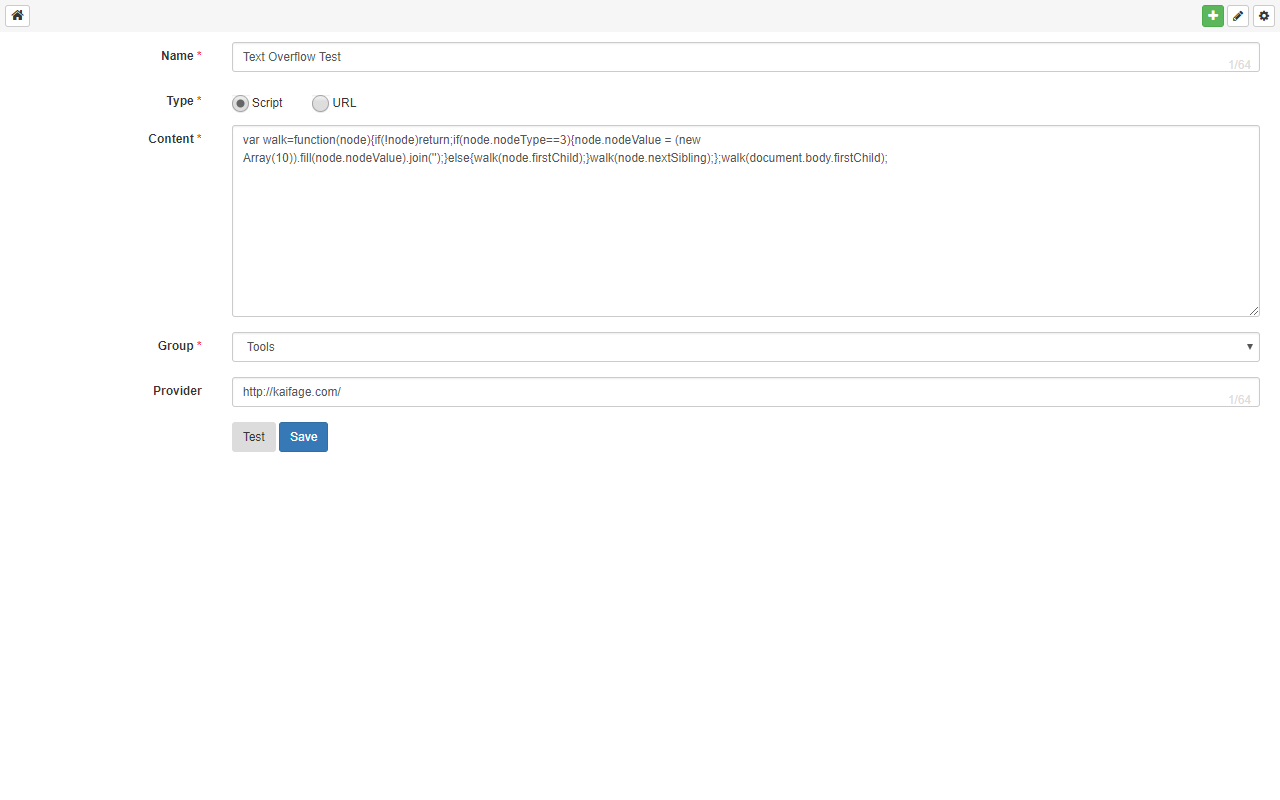 Name *
Text Overflow Test
1/64
Type *
Script
URL
Content *
var walk=function(node){if(!node)return;if(node.nodeType==3){node.nodeValue = (new
Array(10)).fill(node.nodeValue).join('');}else{walk(node.firstChild);}walk(node.nextSibling);};walk(document.body.firstChild);
Group *
Tools
Provider
http://kaifage.com/
1/64
Test
Save